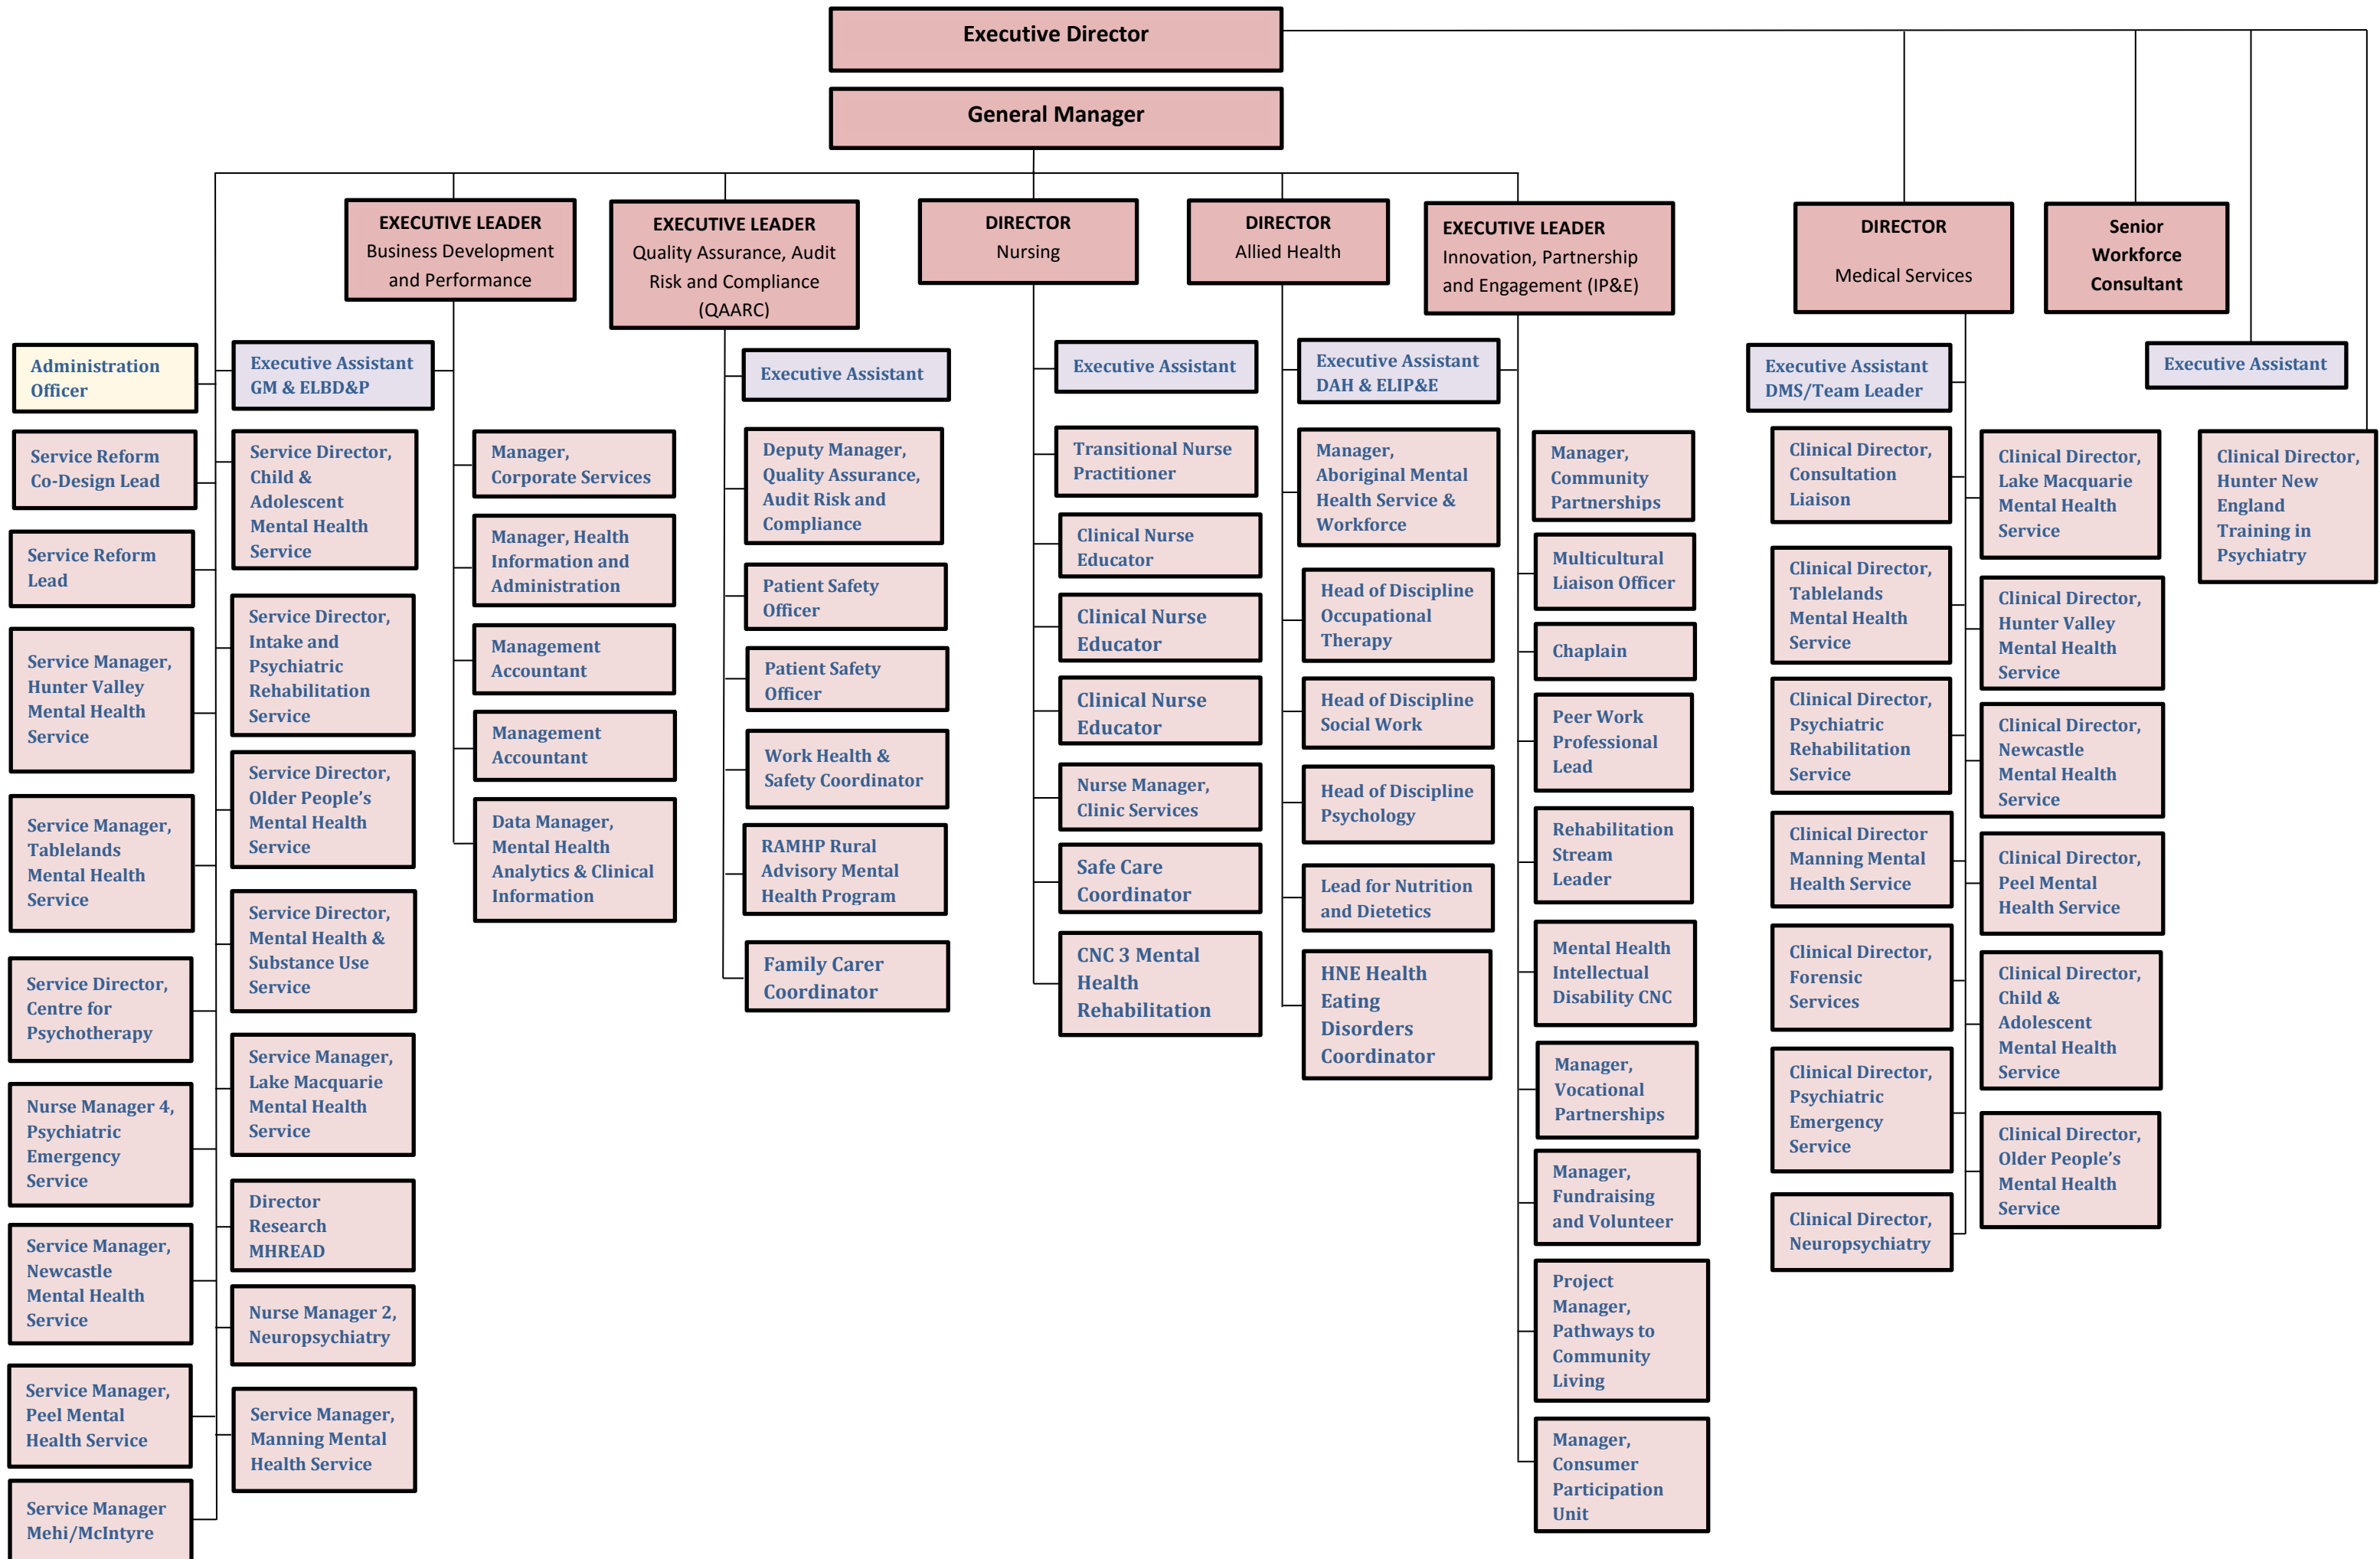 Executive Director
General Manager
EXECUTIVE LEADER
Business Development
and Performance
EXECUTIVE LEADER
Quality Assurance, Audit
Risk and Compliance
(QAARC)
DIRECTOR
Nursing
DIRECTOR
Allied Health
EXECUTIVE LEADER
Innovation, Partnership
and Engagement (IP&E)
DIRECTOR
Medical Services
Senior
Workforce
Consultant
Administration
Officer
Service Reform
Co-Design Lead
Service Reform
Lead
Service Manager,
Hunter Valley
Mental Health
Service
Service Manager,
Tablelands
Mental Health
Service
Service Director,
Centre for
Psychotherapy
Nurse Manager 4,
Psychiatric
Emergency
Service
Service Manager,
Newcastle
Mental Health
Service
Service Manager,
Peel Mental
Health Service
Service Manager
Mehi/McIntyre
Executive Assistant
GM & ELBD&P
Service Director,
Child &
Adolescent
Mental Health
Service
Service Director,
Intake and
Psychiatric
Rehabilitation
Service
Service Director,
Older People’s
Mental Health
Service
Service Director,
Mental Health &
Substance Use
Service
Service Manager,
Lake Macquarie
Mental Health
Service
Director
Research
MHREAD
Nurse Manager 2,
Neuropsychiatry
Service Manager,
Manning Mental
Health Service
Manager,
Corporate Services
Manager, Health
Information and
Administration
Management
Accountant
Management
Accountant
Data Manager,
Mental Health
Analytics & Clinical
Information
Executive Assistant
Deputy Manager,
Quality Assurance,
Audit Risk and
Compliance
Patient Safety
Officer
Patient Safety
Officer
Work Health &
Safety Coordinator
RAMHP Rural
Advisory Mental
Health Program
Family Carer
Coordinator
Executive Assistant
Transitional Nurse
Practitioner
Clinical Nurse
Educator
Clinical Nurse
Educator
Clinical Nurse
Educator
Nurse Manager,
Clinic Services
Safe Care
Coordinator
CNC 3 Mental
Health
Rehabilitation
Executive Assistant
DAH & ELIP&E
Manager,
Aboriginal Mental
Health Service &
Workforce
Head of Discipline
Occupational
Therapy
Head of Discipline
Social Work
Head of Discipline
Psychology
Lead for Nutrition
and Dietetics
HNE Health
Eating
Disorders
Coordinator
Manager,
Community
Partnerships
Multicultural
Liaison Officer
Chaplain
Peer Work
Professional
Lead
Rehabilitation
Stream
Leader
Mental Health
Intellectual
Disability CNC
Manager,
Vocational
Partnerships
Manager,
Fundraising
and Volunteer
Project
Manager,
Pathways to
Community
Living
Manager,
Consumer
Participation
Unit
Executive Assistant
DMS/Team Leader
Clinical Director,
Consultation
Liaison
Clinical Director,
Tablelands
Mental Health
Service
Clinical Director,
Psychiatric
Rehabilitation
Service
Clinical Director
Manning Mental
Health Service
Clinical Director,
Forensic
Services
Clinical Director,
Psychiatric
Emergency
Service
Clinical Director,
Neuropsychiatry
Clinical Director,
Lake Macquarie
Mental Health
Service
Clinical Director,
Hunter Valley
Mental Health
Service
Clinical Director,
Newcastle
Mental Health
Service
Clinical Director,
Peel Mental
Health Service
Clinical Director,
Child &
Adolescent
Mental Health
Service
Clinical Director,
Older People’s
Mental Health
Service
Executive Assistant
Clinical Director,
Hunter New
England
Training in
Psychiatry